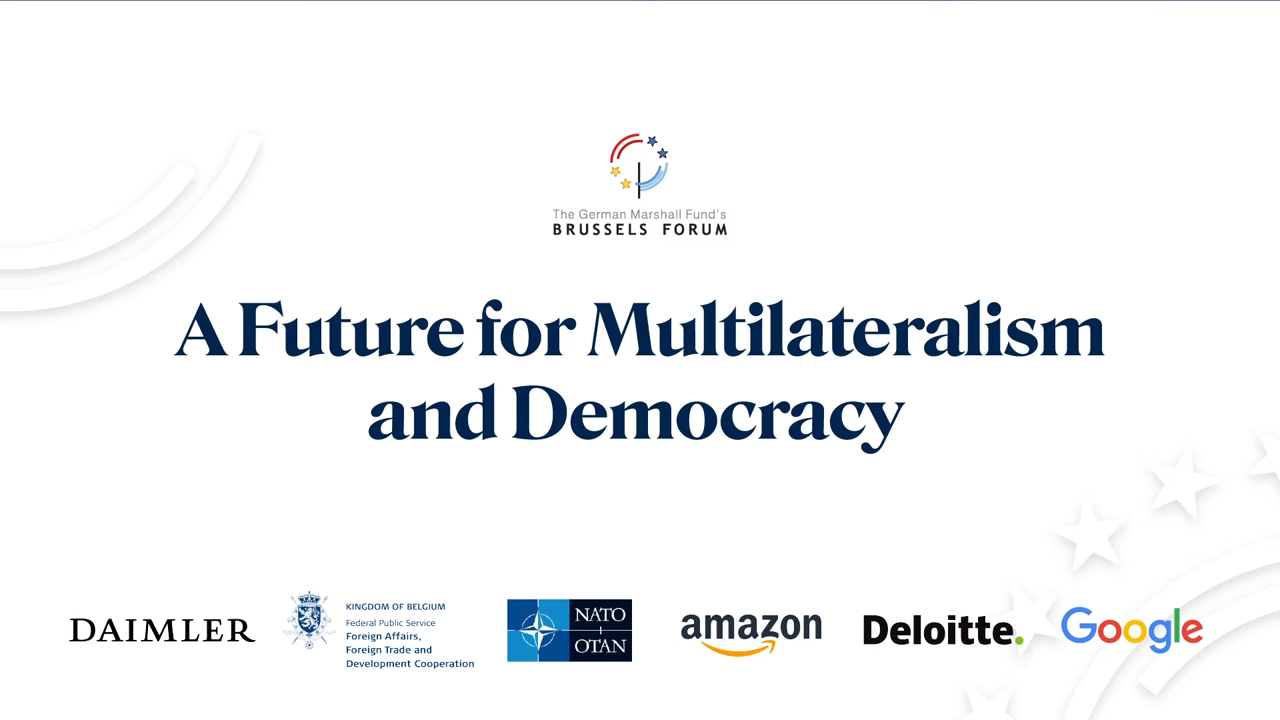 The German Marshall Fund's
BRUSSELS FORUM
A Future for Multilateralism
and Democracy
DAIMLER
KINGDOM OF BELGIUM
Federal Public Service
Foreign Affairs,
Foreign Trade and
Development Cooperation
NATO
OTAN
amazon
Deloitte.
Google